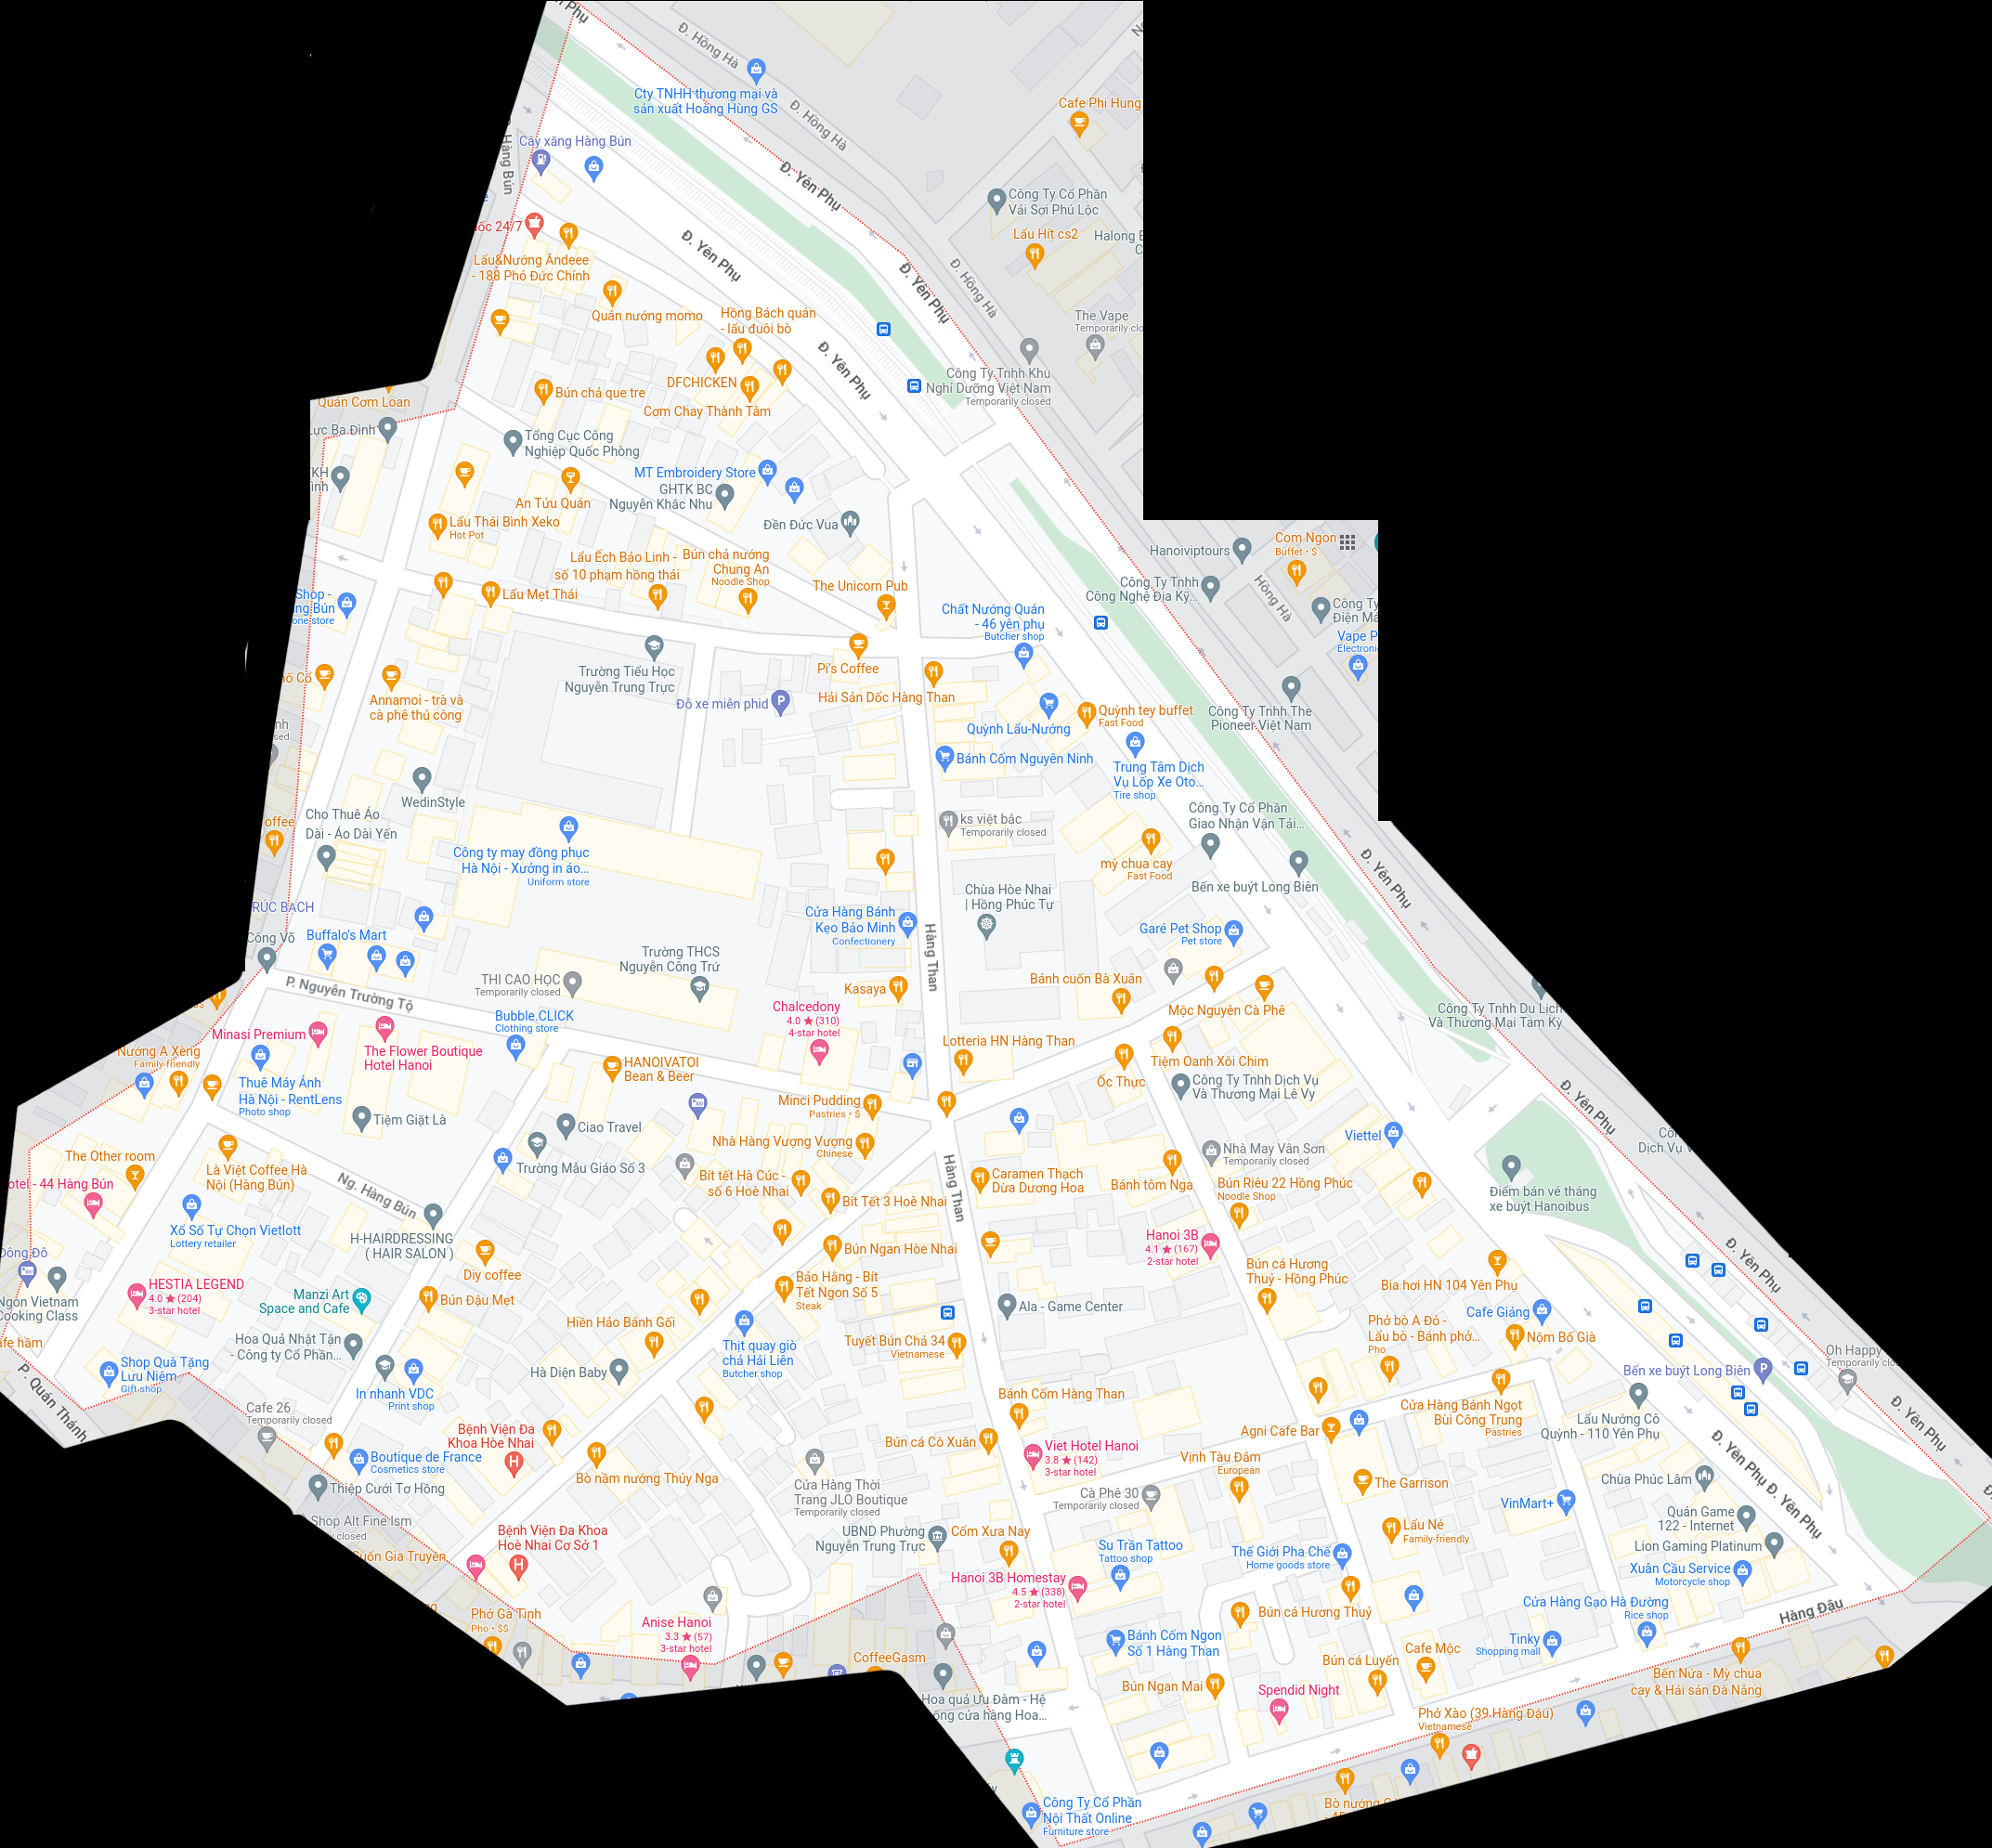 Yên Phụ
Đ. Hồng Hà
Cty TNHH thương mại và
sản xuất Hoàng Hùng GS
Đ. Hồng Hà
Cafe Phi Hung
Hàng Bún
Cây xăng Hàng Bún
Đ. Yên Phụ
Công Ty Cổ Phần
Vải Sợi Phú Lộc
Lẩu Hít cs2
Halong
24/7
Đ. Yên Phụ
Lẩu&Nướng Ăndeee
- 188 Phó Đức Chính
Đ. Yên Phụ
Đ. Hồng Hà
Quán nướng momo
Hồng Bách quán
- lẩu đuôi bò
The Vape
Temporarily clo
Đ. Yên Phụ
DFCHICKEN
Công Ty Tnhh Khu
Nghỉ Dưỡng Việt Nam
Temporarily closed
Bún chả que tre
Cơm Chay Thành Tâm
Quán Cơm Loan
Lực Ba Đình
Tổng Cục Công
Nghiệp Quốc Phòng
MT Embroidery Store
GHTK BC
Nguyễn Khắc Nhu
An Tửu Quán
Lẩu Thái Bình Xeko
Hot Pot
Đền Đức Vua
Hanoiviptours
Com Ngon
Buffet • $
Lẩu Ếch Bảo Linh -
số 10 phạm hồng thái
Bún chả nướng
Chung An
Noodle Shop
The Unicorn Pub
Lẩu Mẹt Thái
Công Ty Tnhh
Công Nghệ Địa Kỹ...
Hồng Hà
Công Ty
Điện Má
Shop -
Bún
one store
Chất Nướng Quán
- 46 yên phụ
Butcher shop
Vape P
Electroni
Trường Tiểu Học
Nguyễn Trung Trực
Pi's Coffee
Hải Sản Dốc Hàng Than
Đỗ xe miễn phid
Annamoi - trà và
cà phê thủ công
Quỳnh tey buffet
Fast Food
Quỳnh Lẩu-Nướng
Công Ty Tnhh The
Pioneer Việt Nam
Bánh Cốm Nguyên Ninh
Trung Tâm Dịch
Vụ Lốp Xe Oto...
Tire shop
WedinStyle
Cho Thuê Áo
Dài - Áo Dài Yến
offee
ks việt bắc
Temporarily closed
Công Ty Cổ Phần
Giao Nhận Vận Tải...
Công ty may đồng phục
Hà Nội - Xưởng in áo...
Uniform store
mỳ chua cay
Fast Food
Bến xe buýt Long Biên
Đ. Yên Phụ
Chùa Hòe Nhai
| Hồng Phúc Tự
RÚC BẠCH
Cửa Hàng Bánh
Kẹo Bảo Minh
Confectionery
Hàng Than
Garé Pet Shop
Pet store
Công Võ
Buffalo's Mart
Trường THCS
Nguyễn Công Trứ
THI CAO HỌC
Temporarily closed
Kasaya
Bánh cuốn Bà Xuân
P. Nguyễn Trường Tộ
Mộc Nguyên Cà Phê
Công Ty Tnhh Du Lịch
Và Thương Mại Tam Kỳ
Chalcedony
4.0 ★ (310)
4-star hotel
Bubble.CLICK
Clothing store
Minasi Premium
The Flower Boutique
Hotel Hanoi
Lotteria HN Hàng Than
Nướng A Xèng
Family-friendly
HANOIVATOI
Bean & Beer
Tiệm Oanh Xôi Chim
Ốc Thực
Công Ty Tnhh Dịch Vụ
Và Thương Mại Lê Vy
Thuê Máy Ảnh
Hà Nội - RentLens
Photo shop
Minci Pudding
Pastries • $
Đ. Yên Phụ
Tiệm Giặt Là
Ciao Travel
Nhà Hàng Vượng Vượng
Chinese
Viettel
The Other room
Trường Mẫu Giáo Số 3
Nhà May Vân Sơn
Temporarily closed
otel - 44 Hàng Bún
Là Việt Coffee Hà
Nội (Hàng Bún)
Ng. Hàng Bún
Bít tết Hà Cúc -
số 6 Hoè Nhai
Bít Tết 3 Hoè Nhai
Hàng Than
Caramen Thạch
Dừa Dương Hoa
Bánh tôm Nga
Bún Riêu 22 Hồng Phúc
Noodle Shop
Điểm bán vé tháng
xe buýt Hanoibus
Xổ Số Tự Chọn Vietlott
Lottery retailer
H-HAIRDRESSING
( HAIR SALON )
Diy coffee
Bún Ngan Hòe Nhai
Hanoi 3B
4.1 ★ (167)
2-star hotel
Đ. Yên Phụ
Đông Đô
Ngon Vietnam
Cooking Class
HESTIA LEGEND
4.0 ★ (204)
3-star hotel
Manzi Art
Space and Cafe
Bún Đậu Mẹt
Bảo Hằng - Bít
Tết Ngon Số 5
Steak
Ala - Game Center
Bún cá Hương
Thuỷ - Hồng Phúc
Bia hơi HN 104 Yên Phụ
Cafe Giảng
Hiền Hảo Bánh Gối
Phở bò A Đỏ -
Lẩu bò - Bánh phở...
Pho
Nộm Bố Già
Hoa Quả Nhật Tân
- Công ty Cổ Phần...
Thịt quay giò
chả Hải Liên
Butcher shop
Tuyết Bún Chả 34
Vietnamese
Oh Happy
Temporarily clo
Shop Quà Tặng
Lưu Niệm
Gift shop
Hà Diện Baby
Bến xe buýt Long Biên
P. Quán Thánh
In nhanh VDC
Print shop
Bánh Cốm Hàng Than
Cửa Hàng Bánh Ngọt
Bùi Công Trung
Pastries
Lẩu Nướng Cô
Quỳnh - 110 Yên Phụ
Đ. Yên Phụ
Cafe 26
Temporarily closed
Bệnh Viện Đa
Khoa Hòe Nhai
Bún cá Cô Xuân
Agni Cafe Bar
Viet Hotel Hanoi
3.8 ★ (142)
3-star hotel
Vịnh Tàu Đắm
European
Boutique de France
Cosmetics store
Bò nầm nướng Thúy Nga
Đ. Yên Phụ Đ. Yên Phụ
Chùa Phúc Lâm
The Garrison
Thiệp Cưới Tơ Hồng
Cửa Hàng Thời
Trang JLO Boutique
Temporarily closed
Cà Phê 30
Temporarily closed
VinMart+
Shop Alt Fine Ism
closed
Quán Game
122 - Internet
Bệnh Viện Đa Khoa
Hoè Nhai Cơ Sở 1
UBND Phường
Nguyễn Trung Trực
Cốm Xưa Nay
Lẩu Né
Family-friendly
Su Trần Tattoo
Tattoo shop
Thế Giới Pha Chế
Home goods store
Lion Gaming Platinum
uốn Gia Truyền
Xuân Cầu Service
Motorcycle shop
Hanoi 3B Homestay
4.5 ★ (338)
2-star hotel
Cửa Hàng Gạo Hà Đường
Rice shop
Hàng Đậu
Phở Gà Tình
Pho • $$
Anise Hanoi
3.3 ★ (57)
3-star hotel
Bún cá Hương Thuỷ
Bánh Cốm Ngon
Số 1 Hàng Than
Tinky
Shopping mall
Cafe Mộc
CoffeeGasm
Bún cá Luyến
Bến Nứa - Mỳ chua
cay & Hải sản Đà Nẵng
Bún Ngan Mai
Spendid Night
Hoa quả Ưu Đàm - Hệ
ống cửa hàng Hoa...
Phở Xào (39 Hàng Đậu)
Vietnamese
Công Ty Cổ Phần
Nội Thất Online
Furniture store
Bò nướng